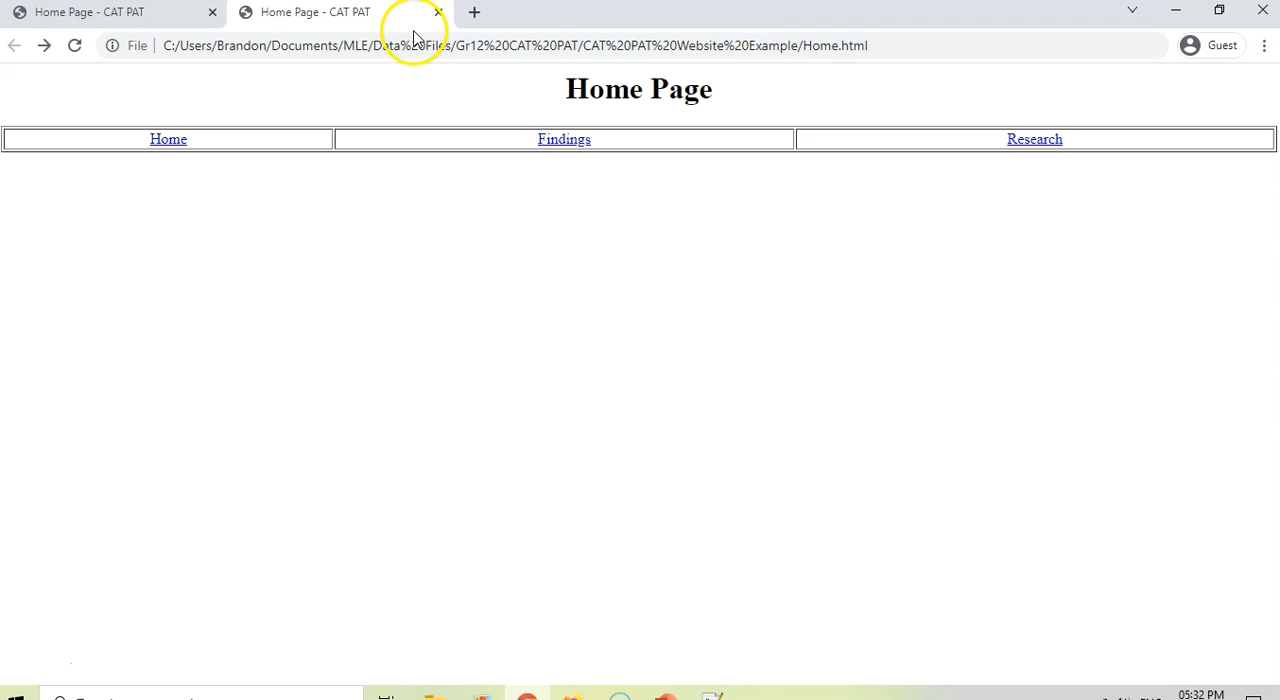 Home Page - CAT PAT
Home Page - CAT PAT
File
C:/Users/Brandon/Documents/MLE/Data%20Files/Gr12%20CAT%20PAT/CAT%20PAT%20Website%20Example/Home.html
Guest
Home Page
Home Findings Research
05:32 PM